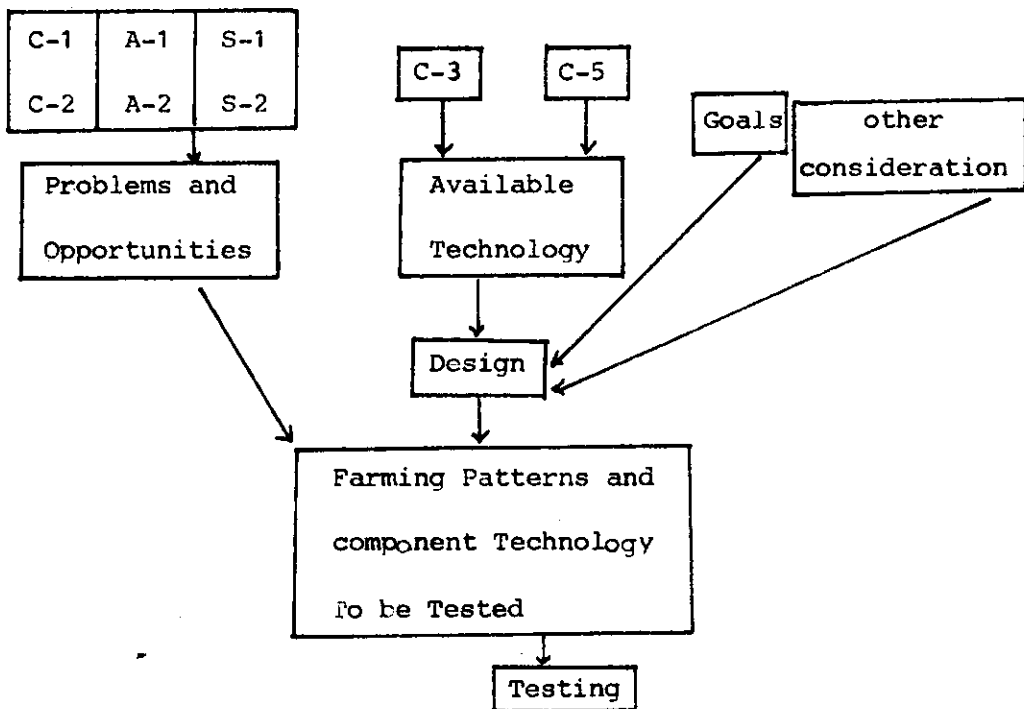 C-1 A-1 S-1
C-2 A-2 S-2
C-3 C-5
Goals
other
consideration
Problems and
Opportunities
Available
Technology
Design
Farming Patterns and
component Technology
To be Tested
Testing